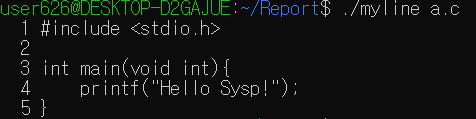 user626@DESKTOP-D2GAJUE:~/Report$ ./myline a.c
1 #include <stdio.h>
2
3 int main(void int){
4     printf("Hello Sysp!");
5 }